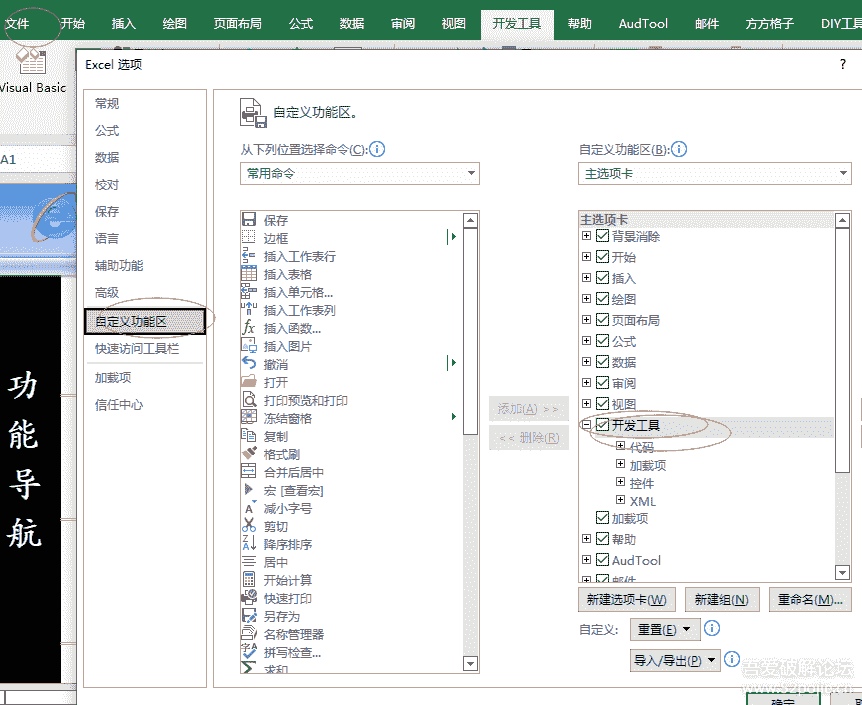 文件 开始 插入 绘图 页面布局 公式 数据 审阅 视图 开发工具 帮助 AudTool 邮件 方方格子 DIY工具
Visual Basic
A1
功
能
导
航
Excel 选项
?
常规
公式
数据
校对
保存
语言
辅助功能
高级
自定义功能区
快速访问工具栏
加载项
信任中心
自定义功能区。
从下列位置选择命令(C):
常用命令
保存
边框
插入工作表行
插入表格
插入单元格...
插入工作表列
插入函数...
插入图片
撤消
打开
打印预览和打印
冻结窗格
复制
格式刷
合并后居中
宏 [查看宏]
减小字号
剪切
降序排序
居中
开始计算
快速打印
另存为
名称管理器
拼写检查...
求和
添加(A) >>
<< 删除(R)
自定义功能区(B):
主选项卡
主选项卡
背景消除
开始
插入
绘图
页面布局
公式
数据
审阅
视图
开发工具
代码
加载项
控件
XML
加载项
帮助
AudTool
邮件
新建选项卡(W) 新建组(N) 重命名(M)...
自定义: 重置(E)
导入/导出(P)
确定
吾爱破解论坛
www.52pojie.cn